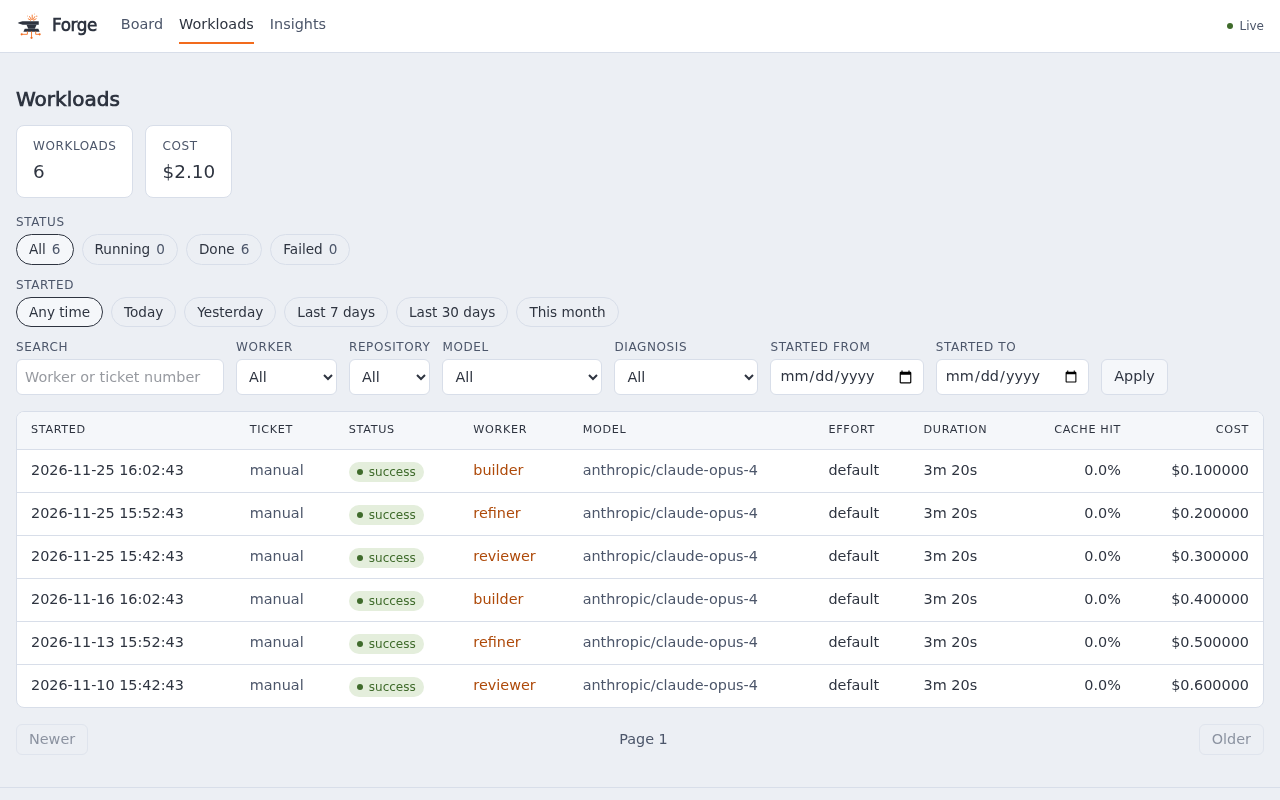 Forge Board Workloads Insights Live
Workloads
WORKLOADS COST
6 $2.10
STATUS
All 6 Running 0 Done 6 Failed 0
STARTED
Any time Today Yesterday Last 7 days Last 30 days This month
SEARCH WORKER REPOSITORY MODEL DIAGNOSIS STARTED FROM STARTED TO
Worker or ticket number All All All All mm/dd/yyyy mm/dd/yyyy Apply
STARTED TICKET STATUS WORKER MODEL EFFORT DURATION CACHE HIT COST
2026-11-25 16:02:43 manual success builder anthropic/claude-opus-4 default 3m 20s 0.0% $0.100000
2026-11-25 15:52:43 manual success refiner anthropic/claude-opus-4 default 3m 20s 0.0% $0.200000
2026-11-25 15:42:43 manual success reviewer anthropic/claude-opus-4 default 3m 20s 0.0% $0.300000
2026-11-16 16:02:43 manual success builder anthropic/claude-opus-4 default 3m 20s 0.0% $0.400000
2026-11-13 15:52:43 manual success refiner anthropic/claude-opus-4 default 3m 20s 0.0% $0.500000
2026-11-10 15:42:43 manual success reviewer anthropic/claude-opus-4 default 3m 20s 0.0% $0.600000
Newer Page 1 Older